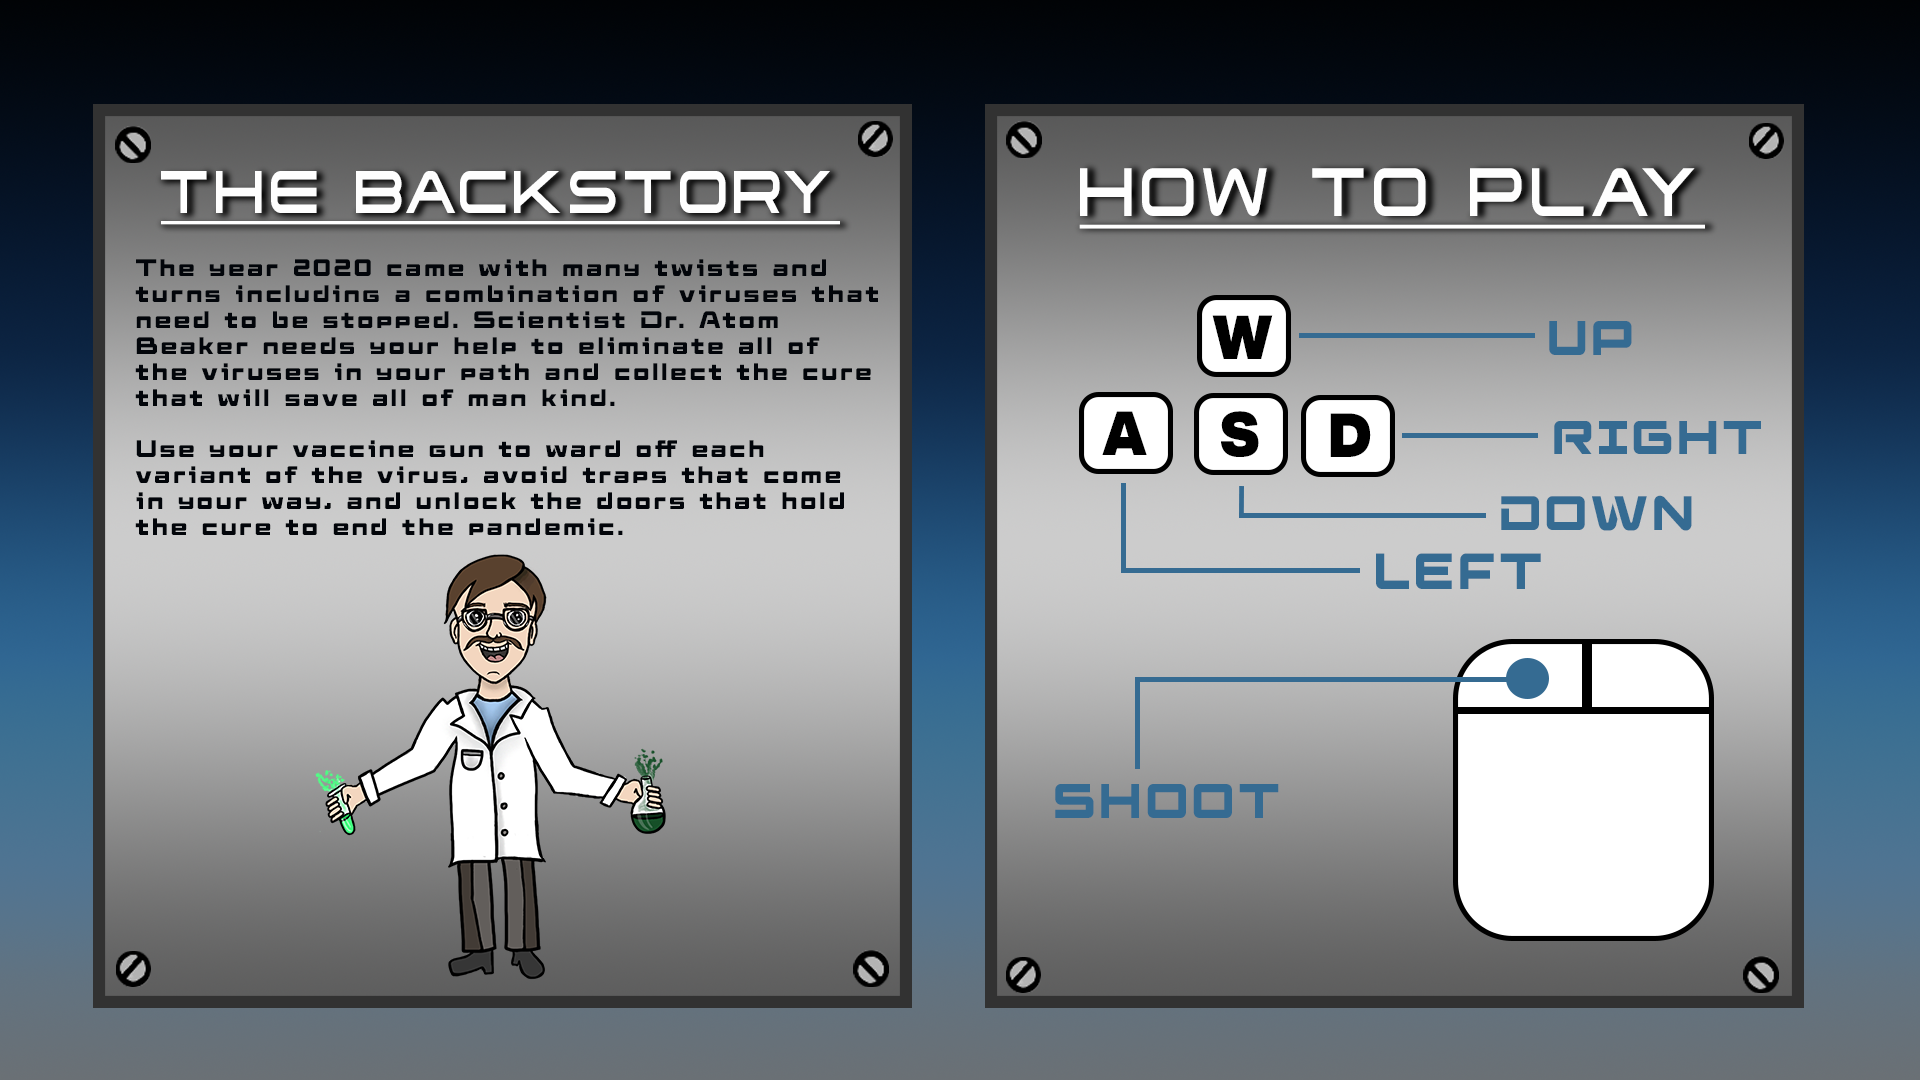 THE BACKSTORY
The year 2020 came with many twists and
turns including a combination of viruses that
need to be stopped. Scientist Dr. Atom
Beaker needs your help to eliminate all of
the viruses in your path and collect the cure
that will save all of man kind.
Use your vaccine gun to ward off each
variant of the virus, avoid traps that come
in your way, and unlock the doors that hold
the cure to end the pandemic.
HOW TO PLAY
W UP
A S D RIGHT
DOWN
LEFT
SHOOT